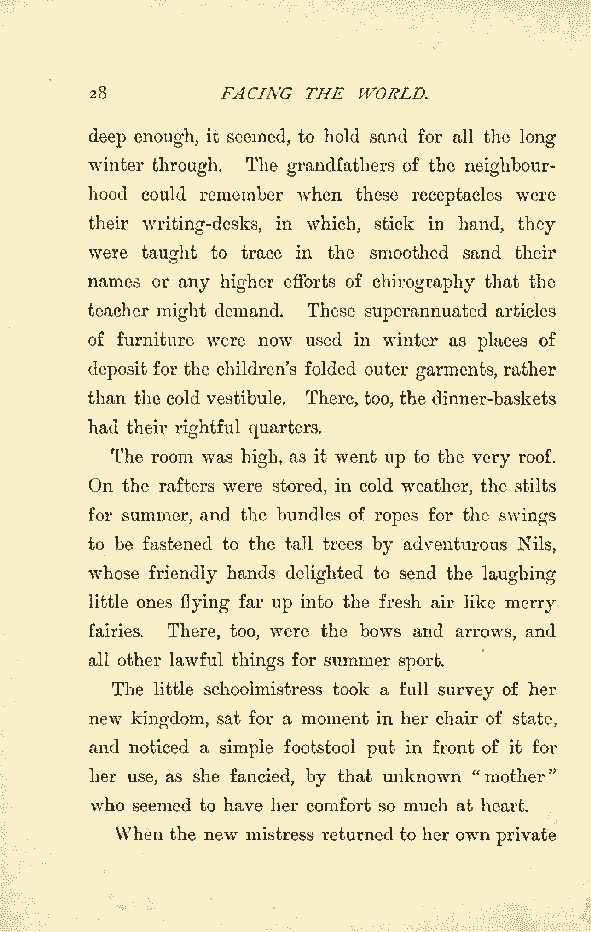 28 FACING THE WORLD.
deep enough, it seemed, to hold sand for all the long
winter through. The grandfathers of the neighbour-
hood could remember when these receptacles were
their writing-desks, in which, stick in hand, they
were taught to trace in the smoothed sand their
names or any higher efforts of chirography that the
teacher might demand. These superannuated articles
of furniture were now used in winter as places of
deposit for the children's folded outer garments, rather
than the cold vestibule. There, too, the dinner-baskets
had their rightful quarters.
The room was high, as it went up to the very roof.
On the rafters were stored, in cold weather, the stilts
for summer, and the bundles of ropes for the swings
to be fastened to the tall trees by adventurous Nils,
whose friendly hands delighted to send the laughing
little ones flying far up into the fresh air like merry
fairies. There, too, were the bows and arrows, and
all other lawful things for summer sport.
The little schoolmistress took a full survey of her
new kingdom, sat for a moment in her chair of state,
and noticed a simple footstool put in front of it for
her use, as she fancied, by that unknown "mother"
who seemed to have her comfort so much at heart.
When the new mistress returned to her own private